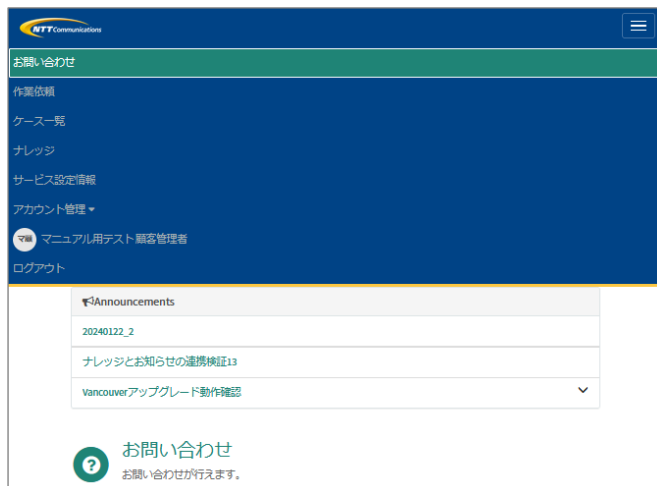 NTT Communications
お問い合わせ
作業依頼
ケース一覧
ナレッジ
サービス設定情報
アカウント管理
マニュアル用テスト顧客管理者
ログアウト
Announcements
20240122_2
ナレッジとお知らせの連携検証13
Vancouverアップグレード動作確認
お問い合わせ
お問い合わせが行えます。